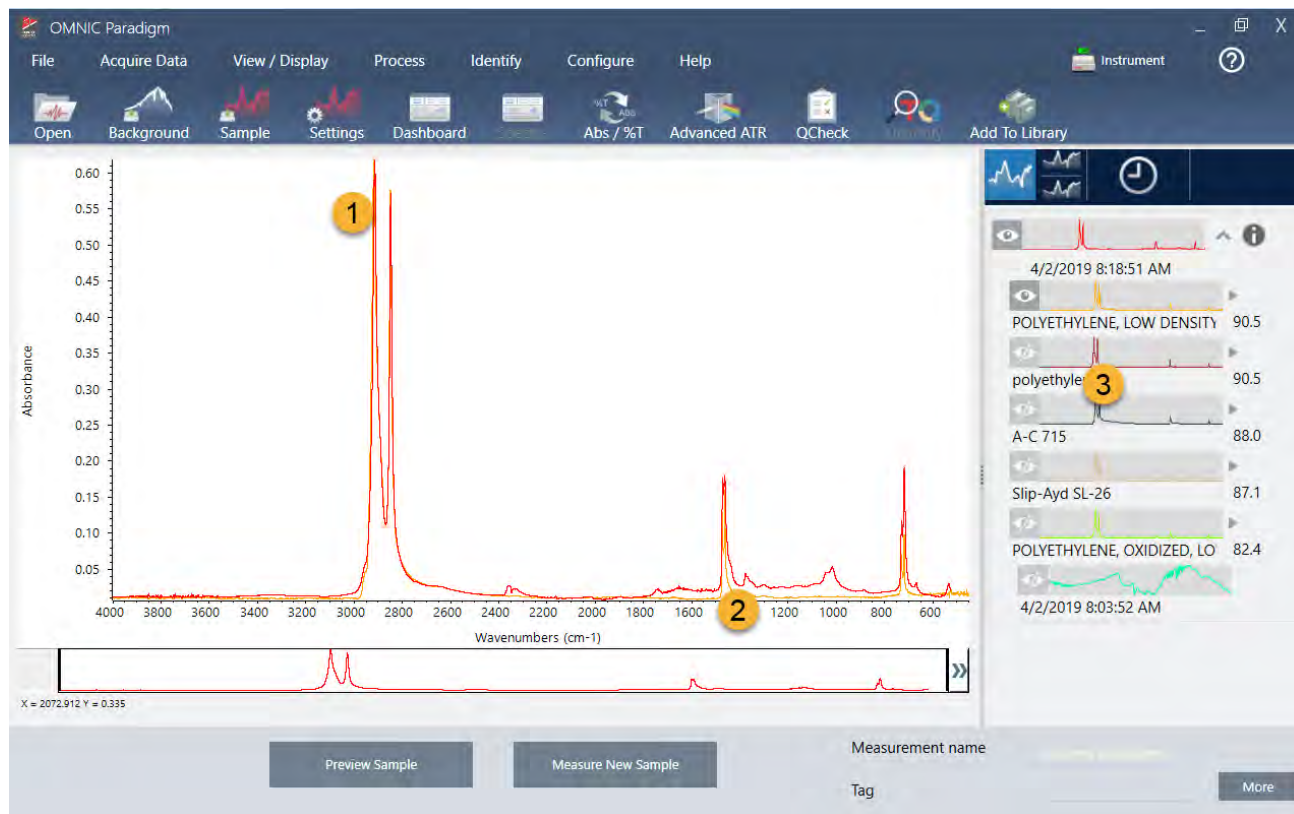 OMNIC Paradigm
File Acquire Data View / Display Process Identify Configure Help Instrument
Open Background Sample Settings Dashboard Abs / %T Advanced ATR QCheck Add To Library
%T ABS
0.60
0.55
0.50
0.45
0.40
0.35
0.30
0.25
0.20
0.15
0.10
0.05
Absorbance
1
2
4000 3800 3600 3400 3200 3000 2800 2600 2400 2200 2000 1800 1600 1200 1000 800 600
Wavenumbers (cm-1)
X = 2072.912 Y = 0.335
4/2/2019 8:18:51 AM
POLYETHYLENE, LOW DENSITY 90.5
polyethyle 90.5
3
A-C 715 88.0
Slip-Ayd SL-26 87.1
POLYETHYLENE, OXIDIZED, LO 82.4
4/2/2019 8:03:52 AM
Preview Sample
Measure New Sample
Measurement name
Tag
More